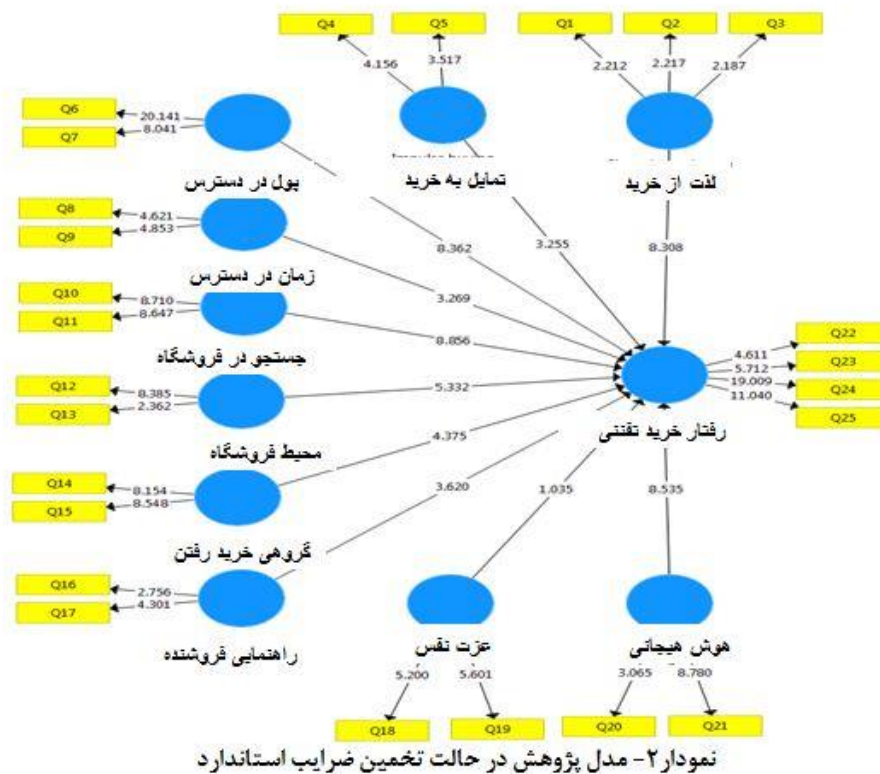 Q4
Q5
Q1
Q2
Q3
4.156
3.517
2.212
2.217
2.187
Q6
Q7
20.141
8.041
پول در دسترس
تمایل به خرید
لذت از خرید
Q8
Q9
4.621
4.853
8.362
3.255
8.308
زمان در دسترس
3.269
Q10
Q11
8.710
8.647
8.856
جستجو در فروشگاه
Q22
Q23
Q24
Q25
4.611
5.712
19.009
11.040
Q12
Q13
8.385
2.362
5.332
رفتار خرید تفننی
محیط فروشگاه
4.375
Q14
Q15
8.154
8.548
3.620
1.035
8.535
گروهی خرید رفتن
Q16
Q17
2.756
4.301
راهنمایی فروشنده
عزت نفس
هوش هیجانی
5.200
5.601
3.065
8.780
Q18
Q19
Q20
Q21
نمودار۲- مدل پژوهش در حالت تخمین ضرایب استاندارد